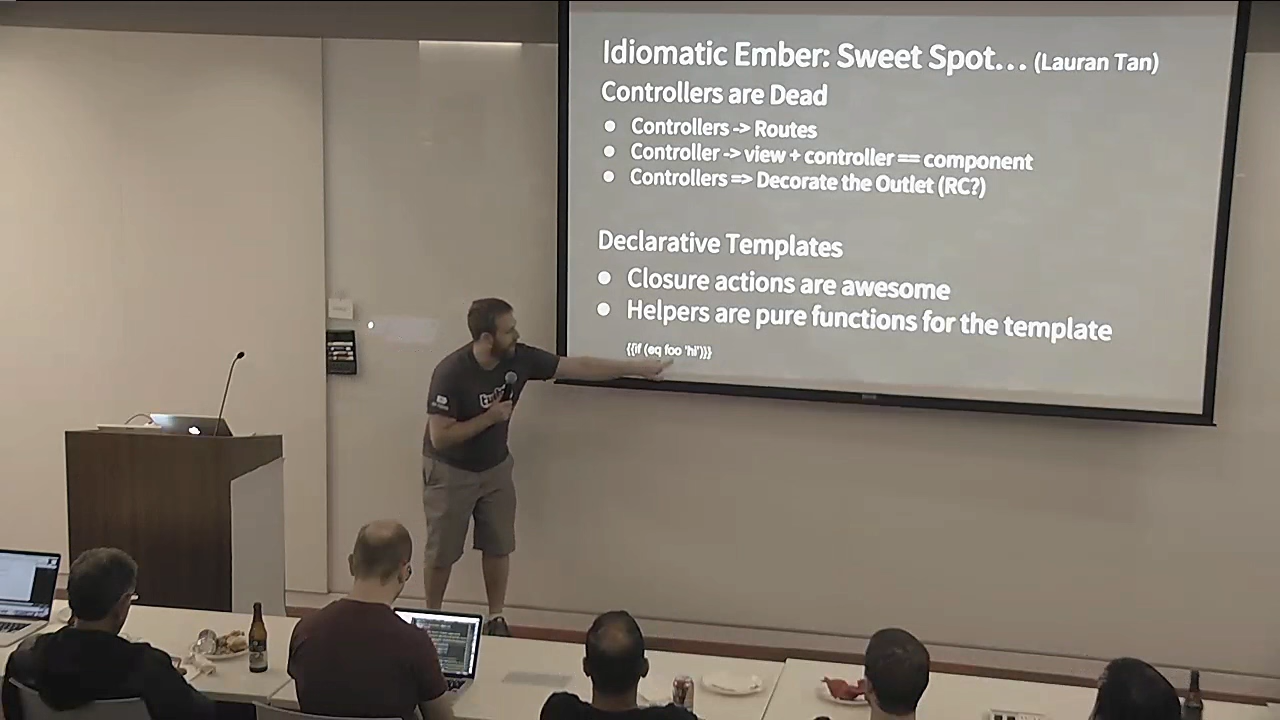 Idiomatic Ember: Sweet Spot... (Lauran Tan)
Controllers are Dead
● Controllers -> Routes
● Controller -> view + controller == component
● Controllers => Decorate the Outlet (RC?)
Declarative Templates
● Closure actions are awesome
● Helpers are pure functions for the template
{{if (eq foo 'hi')}}